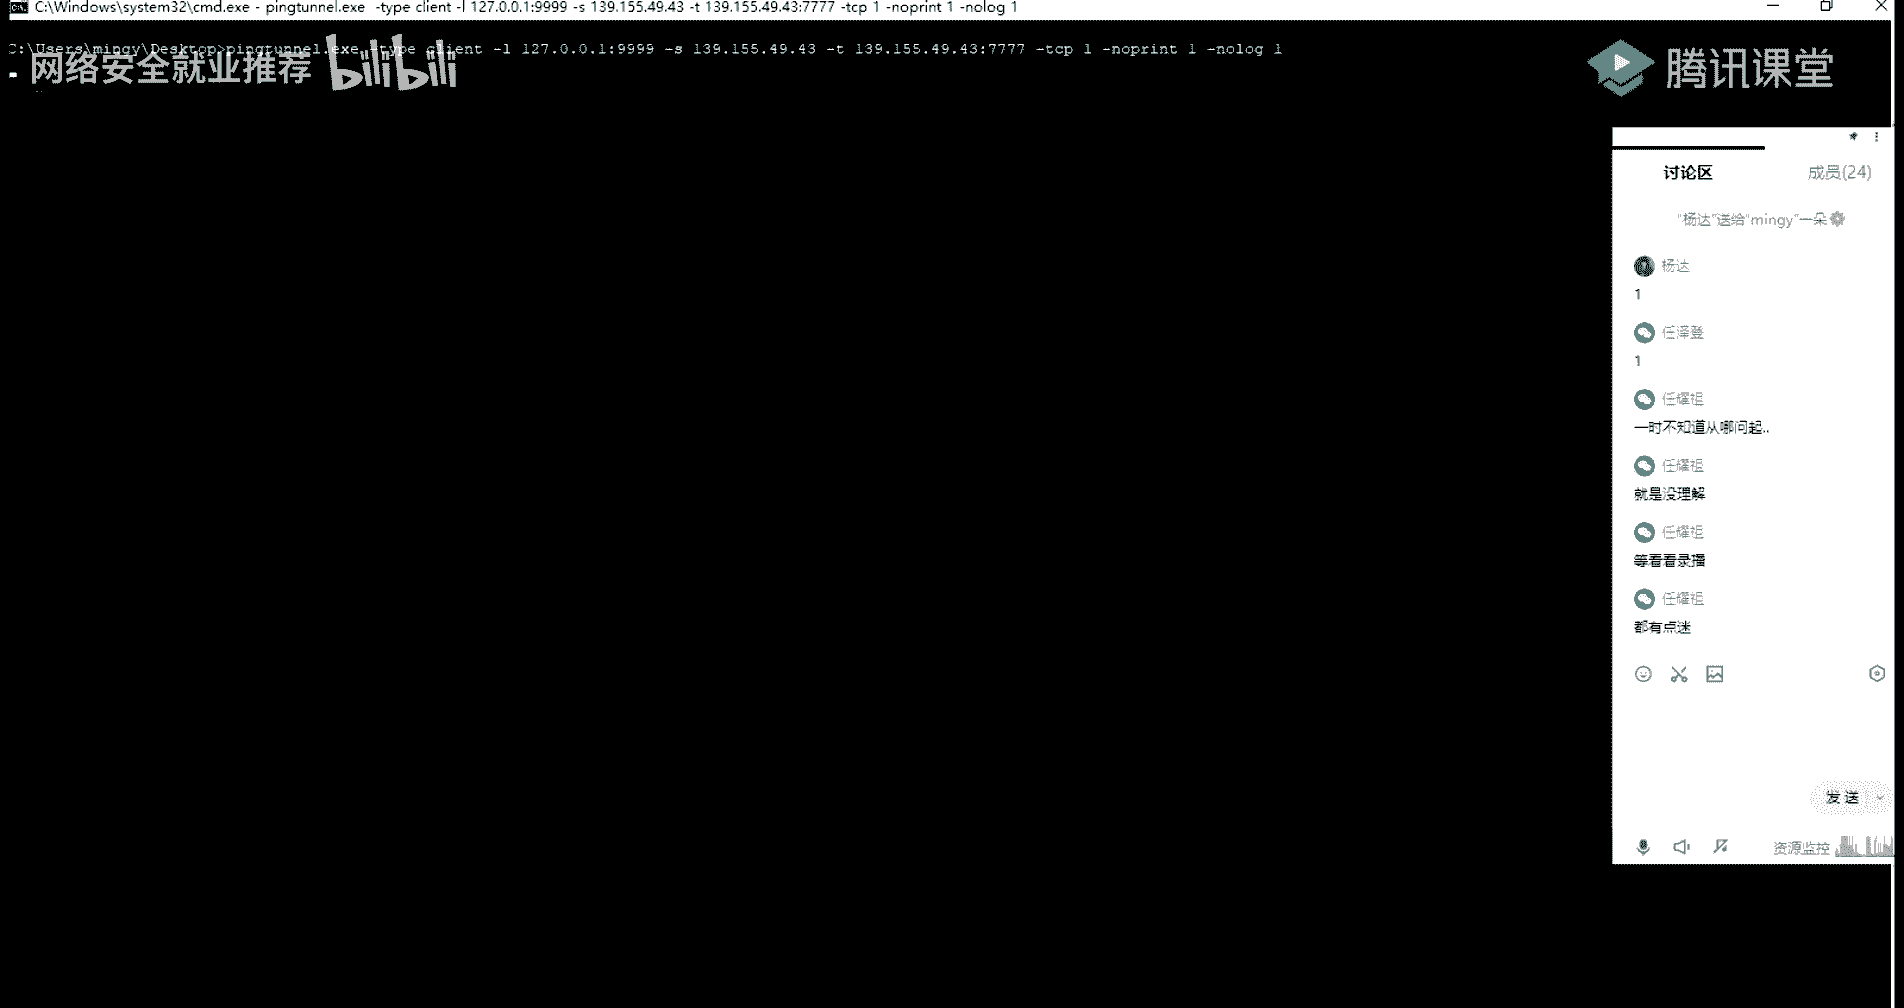 C:\Windows\system32\cmd.exe - pingtunnel.exe  -type client -l 127.0.0.1:9999 -s 139.155.49.43 -t 139.155.49.43:7777 -tcp 1 -noprint 1 -nolog 1
C:\Users\mingy\Desktop>pingtunnel.exe -type client -l 127.0.0.1:9999 -s 139.155.49.43 -t 139.155.49.43:7777 -tcp 1 -noprint 1 -nolog 1
网络安全就业推荐 bilibili
腾讯课堂
讨论区 成员(24)
"杨达"送给"mingy"一朵
杨达
1
任泽登
1
任耀祖
一时不知道从哪问起..
任耀祖
就是没理解
任耀祖
等看看录播
任耀祖
都有点迷
发送
资源监控